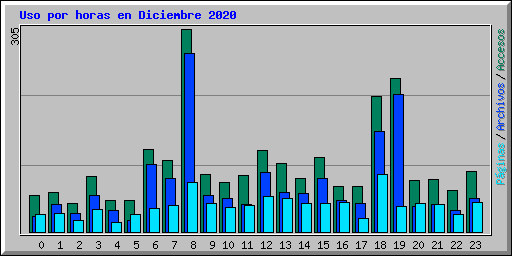 Uso por horas en Diciembre 2020
305
0 1 2 3 4 5 6 7 8 9 10 11 12 13 14 15 16 17 18 19 20 21 22 23
Páginas / Archivos / Accesos